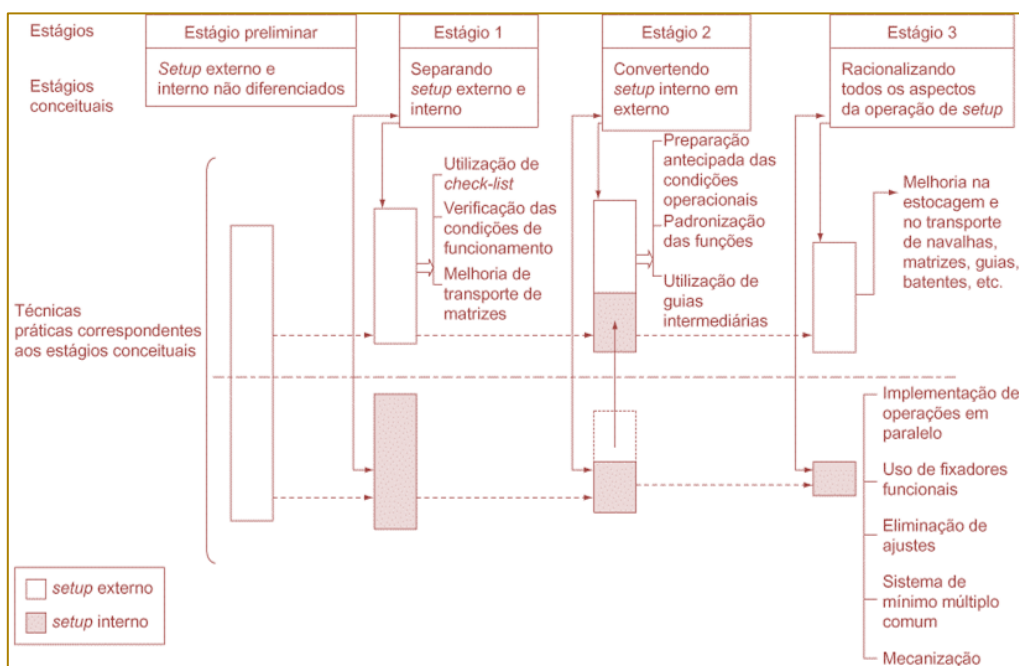 Estágios
Estágio preliminar
Estágio 1
Estágio 2
Estágio 3
Estágios
conceituais
Setup externo e
interno não diferenciados
Separando
setup externo e
interno
Convertendo
setup interno em
externo
Racionalizando
todos os aspectos
da operação de setup
Técnicas
práticas correspondentes
aos estágios conceituais
Utilização de
check-list
Verificação das
condições de
funcionamento
Melhoria de
transporte de
matrizes
Preparação
antecipada das
condições
operacionais
Padronização
das funções
Utilização de
guias
intermediárias
Melhoria na
estocagem e
no transporte
de navalhas,
matrizes, guias,
batentes, etc.
Implementação de
operações em
paralelo
Uso de fixadores
funcionais
Eliminação de
ajustes
Sistema de
mínimo múltiplo
comum
Mecanização
setup externo
setup interno